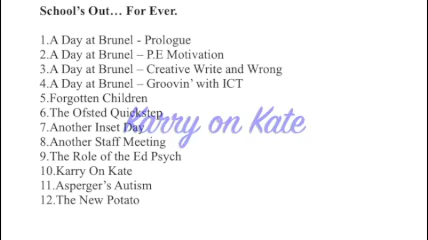 School's Out… For Ever.
1.A Day at Brunel - Prologue
2.A Day at Brunel – P.E Motivation
3.A Day at Brunel – Creative Write and Wrong
4.A Day at Brunel – Groovin' with ICT
5.Forgotten Children
6.The Ofsted Quickstep
7.Another Inset Day
Karry on Kate
8.Another Staff Meeting
9.The Role of the Ed Psych
10.Karry On Kate
11.Asperger's Autism
12.The New Potato